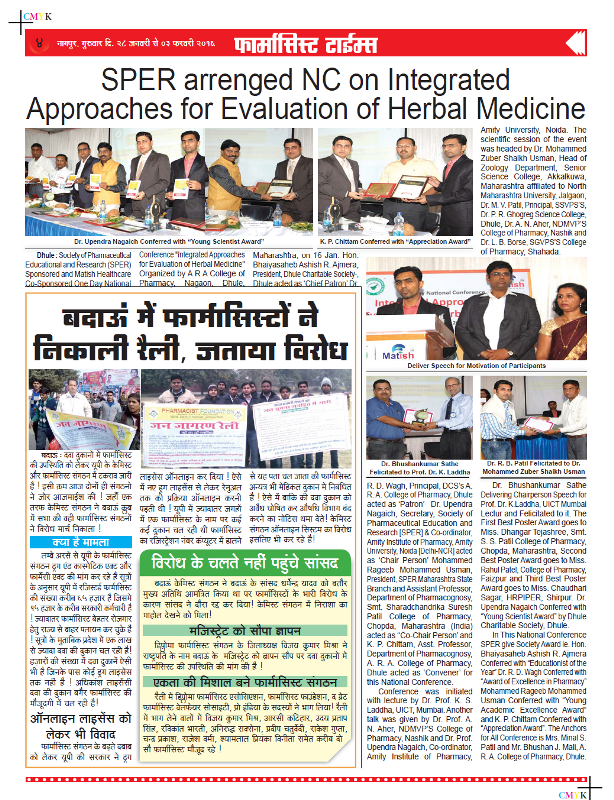 CMYK
नागपुर, गुरुवार दि. २८ जनवरी से ०३ फरवरी २०१६
फार्मासिस्ट टाईम्स
SPER arrenged NC on Integrated
Approaches for Evaluation of Herbal Medicine
Dr. Upendra Nagaich Conferred with "Young Scientist Award"
K. P. Chittam Conferred with "Appreciation Award"
Dhule : Society of Pharmaceutical
Educational and Research (SPER)
Sponsored and Matish Healthcare
Co-Sponsored One Day National
Conference "Integrated Approaches
for Evaluation of Herbal Medicine"
Organized by A R A College of
Pharmacy, Nagaon, Dhule,
Maharashtra, on 16 Jan. Hon.
Bhaiyasaheb Ashish R. Ajmera,
President, Dhule Charitable Society,
Dhule acted as 'Chief Patron' Dr.
Amity University, Noida. The
scientific session of the event
was headed by Dr. Mohammed
Zuber Shaikh Usman, Head of
Zoology Department, Senior
Science College, Akkalkuwa,
Maharashtra affiliated to North
Maharashtra University, Jalgaon,
Dr. M. V. Patil, Principal, SSVPS'S,
Dr. P. R. Ghogreg Science College,
Dhule, Dr. A. N. Aher, NDMVP'S
College of Pharmacy, Nashik and
Dr. L. B. Borse, SGVPS'S College
of Pharmacy, Shahada.
National Conference
Matish
Deliver Speech for Motivation of Participants
Dr. Bhushankumar Sathe
Felicitated to Prof. Dr. K. Laddha
Dr. R. D. Patil Felicitated to Dr.
Mohammed Zuber Shaikh Usman
R. D. Wagh, Principal, DCS's A.
R. A. College of Pharmacy, Dhule
acted as 'Patron' Dr. Upendra
Nagaich, Secretary, Society of
Pharmaceutical Education and
Research [SPER] & Co-ordinator,
Amity Institute of Pharmacy, Amity
University, Noida [Delhi-NCR] acted
as 'Chair Person' Mohammed
Rageeb Mohammed Usman,
President, SPER Maharashtra State
Branch and Assistant Professor,
Department of Pharmacognosy,
Smt. Sharadchandrika Suresh
Patil College of Pharmacy,
Chopda, Maharashtra (India)
acted as "Co-Chair Person' and
K. P. Chittam, Asst. Professor,
Department of Pharmacognosy,
A. R. A. College of Pharmacy,
Dhule acted as 'Convener' for
this National Conference.
Conference was initiated
with lecture by Dr. Prof. K. S.
Laddha, UICT, Mumbai. Another
talk was given by Dr. Prof. A.
N. Aher, NDMVP'S College of
Pharmacy, Nashik and Dr. Prof.
Upendra Nagaich, Co-ordinator,
Amity Institute of Pharmacy,
Dr. Bhushankumar Sathe
Delivering Chairperson Speech for
Prof. Dr. K.Laddha, UICT Mumbai
Lectur and Felicitated to it. The
First Best Poster Award goes to
Miss. Dhangar Tejashree, Smt.
S. S. Patil College of Pharmacy,
Chopda, Maharashtra, Second
Best Poster Award goes to Miss.
Rahul Patel, College of Pharmacy,
Faizpur and Third Best Poster
Award goes to Miss. Chaudhari
Sagar, HRPIPER, Shirpur. Dr.
Upendra Nagaich Conferred with
"Young Scientist Award" by Dhule
Charitable Society, Dhule.
In This National Conference
SPER give Society Award ie. Hon.
Bhaiyasaheb Ashish R. Ajmera
Conferred with "Educationist of the
Year" Dr. R. D. Wagh Conferred with
"Award of Excellence in Pharmacy"
Mohammed Rageeb Mohammed
Usman Conferred with "Young
Academic Excellence Award"
and K. P. Chittam Conferred with
"Appreciation Award". The Anchors
for All Conference is Mrs. Minal S.
Patil and Mr. Bhushan J. Mali, A.
R. A. College of Pharmacy, Dhule.
बदाऊं में फार्मासिस्टों ने
निकाली रैली, जताया विरोध
जन जागरण
PHARMACIST FOUNDATION
जन जागरण रैली
बदाऊ : दवा दुकानों में फार्मासिस्ट
की उपस्थिति को लेकर यूपी के केमिस्ट
और फार्मासिस्ट संगठन में टकराव जारी
है ! इसी क्रम आज दोनों ही संगठनों
ने जोर आजमाईश की ! जहाँ एक
तरफ केमिस्ट संगठन ने बदाऊं क्लब
में सभा की वही फार्मासिस्ट संगठनों
ने विरोध मार्च निकाला !
क्या हैं मामला
लम्बे अरसे से यूपी के फार्मासिस्ट
संगठन ड्रग एंड कास्मेटिक एक्ट और
फार्मेसी एक्ट की मांग कर रहे हैं सूत्रों
के अनुसार यूपी में रजिस्टर्ड फार्मासिस्ट
की संख्या करीब ६५ हजार है जिसमें
१५ हजार के करीब सरकारी कर्मचारी हैं
! ज्यादातर फार्मासिस्ट बेहतर रोजगार
हेतु राज्य से बाहर पलायन कर चुके हैं
! सूत्रों के मुताबिक प्रदेश में एक लाख
से ज्यादा दवा की दुकान चल रही हैं!
हजारों की संख्या में दवा दुकानें ऐसी
भी हैं जिनके पास कोई ड्रग लाइसेंस
तक नहीं है ! अधिकांश लाइसेंसी
दवा की दुकान बगैर फार्मासिस्ट की
मौजूदगी में चल रही हैं!
ऑनलाइन लाइसेंस को
लेकर भी विवाद
फार्मासिस्ट संगठन के बढ़ते दबाब
को लेकर यूपी की सरकार ने ड्रग
लाइसेंस ऑनलाइन कर दिया ! ऐसे
में नए ड्रग लाइसेंस से लेकर रेनुअल
तक की प्रक्रिया ऑनलाइन करनी
पड़ती थी ! यूपी में ज्यादातर जगहों
में एक फार्मासिस्ट के नाम पर कई
कई दुकान चल रही थी फार्मासिस्ट
का रजिस्ट्रेशन नंबर कंप्यूटर में डालते
से यह पता चल जाता की फार्मासिस्ट
अन्यत्र भी मेडिकल दुकान में नियोजित
है ! ऐसे में बाकि की दवा दुकान को
अवैध घोषित कर औषधि विभाग बंद
करने का नोटिस थमा देते ! केमिस्ट
संगठन ऑनलाइन सिस्टम का विरोध
इसलिए भी कर रहे हैं!
विरोध के चलते नहीं पहुंचे सांसद
बदाऊं केमिस्ट संगठन ने बदाऊं के सांसद धर्मेन्द्र यादव को बतौर
मुख्य अतिथि आमंत्रित किया था पर फार्मासिस्टों के भारी विरोध के
कारण सांसद ने दौरा रद्द कर दिया! केमिस्ट संगठन में निराशा का
माहोल देखने को मिला!
मजिस्ट्रेट को सौपा ज्ञापन
डिप्लोमा फार्मासिस्ट संगठन के जिलाध्यक्ष विजय कुमार मिश्रा ने
राष्ट्रपति के नाम बदाऊं के मजिस्ट्रेट को ज्ञापन सौंप पर दवा दुकानों में
फार्मासिस्ट की उपस्थिति की मांग की है !
एकता की मिशाल बने फार्मासिस्ट संगठन
रैली में डिप्लोमा फार्मासिस्ट एसोसिएशन, फार्मासिस्ट फाउंडेशन, द ग्रेट
फार्मासिस्ट वेलफेयर सोसाइटी, प्रो इंडिया के सदस्यों ने भाग लिया! रैली
में भाग लेने वालों में विजय कुमार मिश्र, आरसी कठिहार, उदय प्रताप
सिंह, रविकांत भारती, अनिरुद्ध सक्सेना, प्रदीप चतुर्वेदी, राकेश गुप्ता,
चन्द्र प्रकाश, राजेश वर्मा, श्यामलाल प्रियंका विनीता समेत करीब दो
सौ फार्मासिस्ट मौजूद रहे !
CMYK